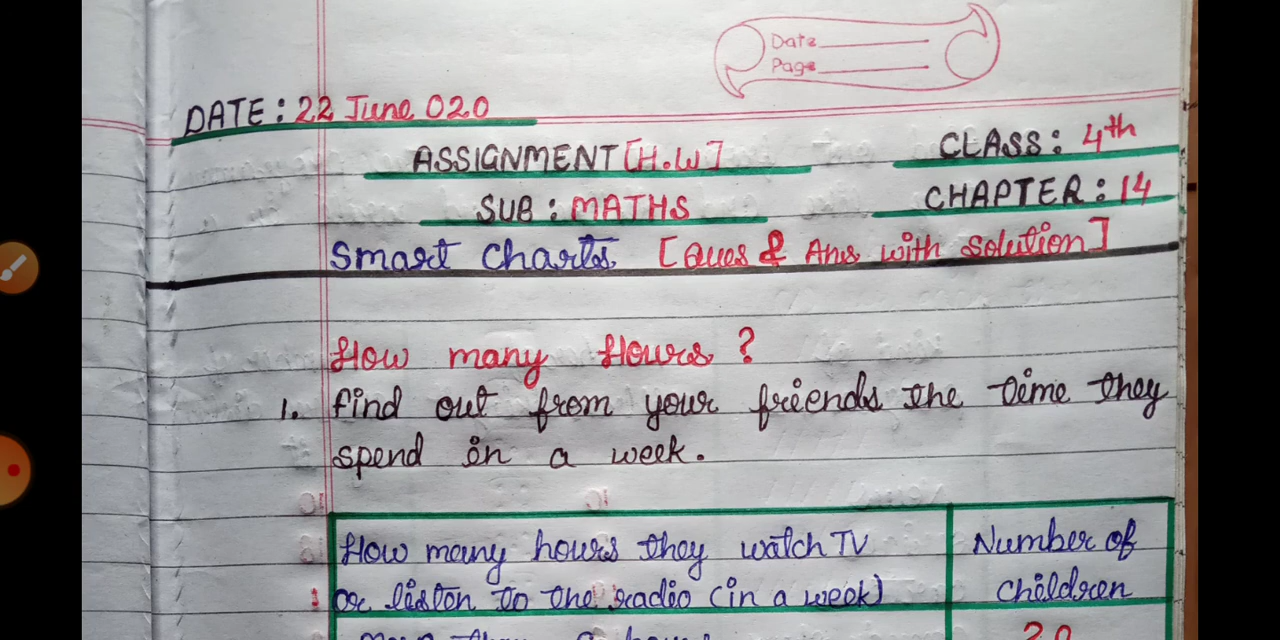 Date
Page
DATE : 22 June 020
ASSIGNMENT [H.W]
CLASS : 4th
SUB : MATHS
CHAPTER : 14
Smart Charts [Ques & Ans with solution]
How many Hours ?
1. find out from your friends the time they
spend in a week.
How many hours they watch TV
or liston to the radio (in a week)
Number of
children
20